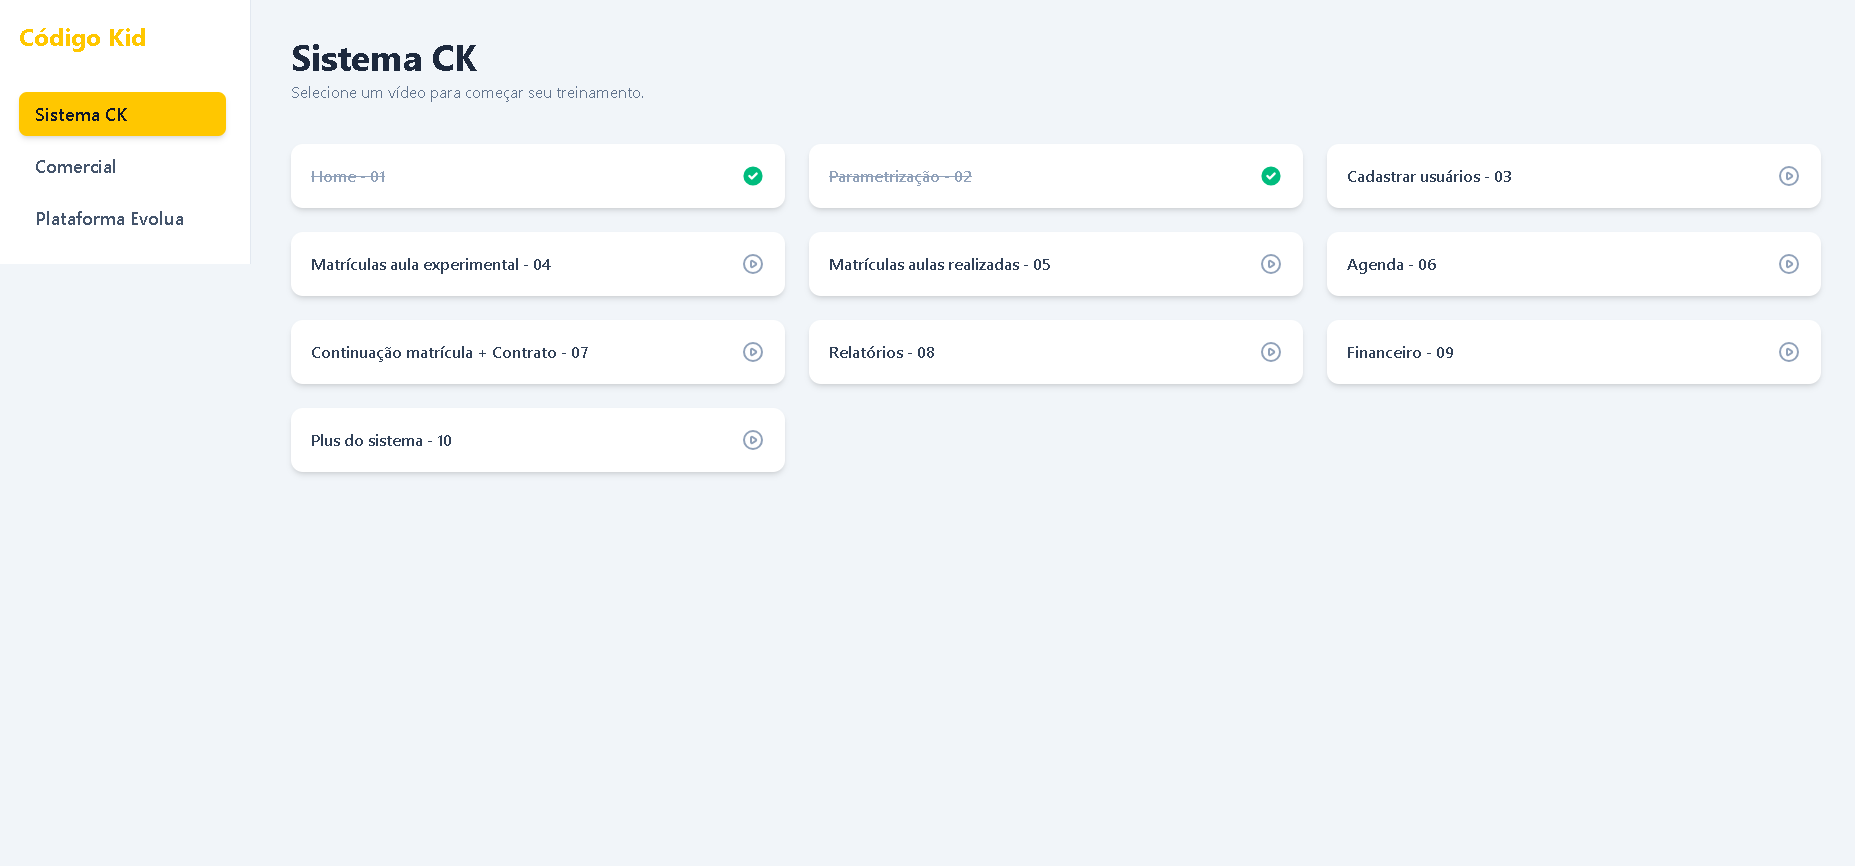 Código Kid
Sistema CK
Comercial
Plataforma Evolua
Sistema CK
Selecione um vídeo para começar seu treinamento.
Home - 01
Parametrização - 02
Cadastrar usuários - 03
Matrículas aula experimental - 04
Matrículas aulas realizadas - 05
Agenda - 06
Continuação matrícula + Contrato - 07
Relatórios - 08
Financeiro - 09
Plus do sistema - 10